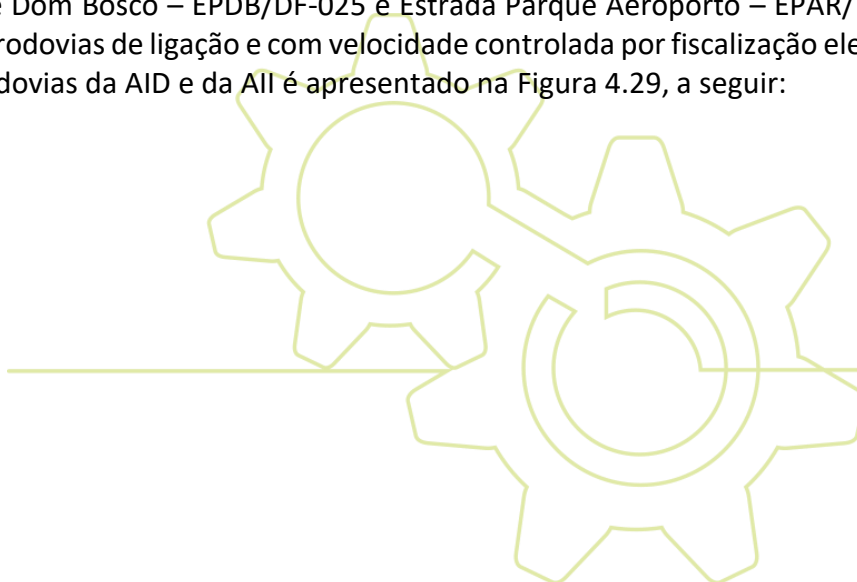 e Dom Bosco – EPDB/DF-025 e Estrada Parque Aeroporto – EPAR/
rodovias de ligação e com velocidade controlada por fiscalização ele
dovias da AID e da AII é apresentado na Figura 4.29, a seguir: